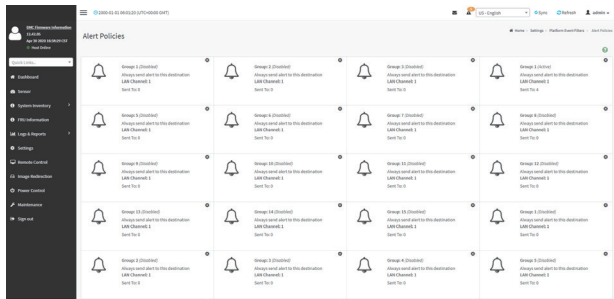 BMC Firmware Information
12.41.06
Apr 30 2019 16:06:09 CST
Host Online
Quick Links...
Dashboard
Sensor
System Inventory
FRU Information
Logs & Reports
Settings
Remote Control
Image Redirection
Power Control
Maintenance
Sign out
US - English
Sync
Refresh
admin
Alert Policies
Home - Settings - Platform Event Filters - Alert Policies
Group: 1 (Disabled)
Always send alert to this destination
LAN Channel: 1
Sent To: 0
Group: 2 (Disabled)
Always send alert to this destination
LAN Channel: 1
Sent To: 0
Group: 3 (Disabled)
Always send alert to this destination
LAN Channel: 1
Sent To: 0
Group: 1 (Active)
Always send alert to this destination
LAN Channel: 1
Sent To: 4
Group: 5 (Disabled)
Always send alert to this destination
LAN Channel: 1
Sent To: 0
Group: 6 (Disabled)
Always send alert to this destination
LAN Channel: 1
Sent To: 0
Group: 7 (Disabled)
Always send alert to this destination
LAN Channel: 1
Sent To: 0
Group: 8 (Disabled)
Always send alert to this destination
LAN Channel: 1
Sent To: 0
Group: 9 (Disabled)
Always send alert to this destination
LAN Channel: 1
Sent To: 0
Group: 10 (Disabled)
Always send alert to this destination
LAN Channel: 1
Sent To: 0
Group: 11 (Disabled)
Always send alert to this destination
LAN Channel: 1
Sent To: 0
Group: 12 (Disabled)
Always send alert to this destination
LAN Channel: 1
Sent To: 0
Group: 13 (Disabled)
Always send alert to this destination
LAN Channel: 1
Sent To: 0
Group: 14 (Disabled)
Always send alert to this destination
LAN Channel: 1
Sent To: 0
Group: 15 (Disabled)
Always send alert to this destination
LAN Channel: 1
Sent To: 0
Group: 1 (Disabled)
Always send alert to this destination
LAN Channel: 1
Sent To: 0
Group: 2 (Disabled)
Always send alert to this destination
LAN Channel: 1
Sent To: 0
Group: 3 (Disabled)
Always send alert to this destination
LAN Channel: 1
Sent To: 0
Group: 4 (Disabled)
Always send alert to this destination
LAN Channel: 1
Sent To: 0
Group: 5 (Disabled)
Always send alert to this destination
LAN Channel: 1
Sent To: 0